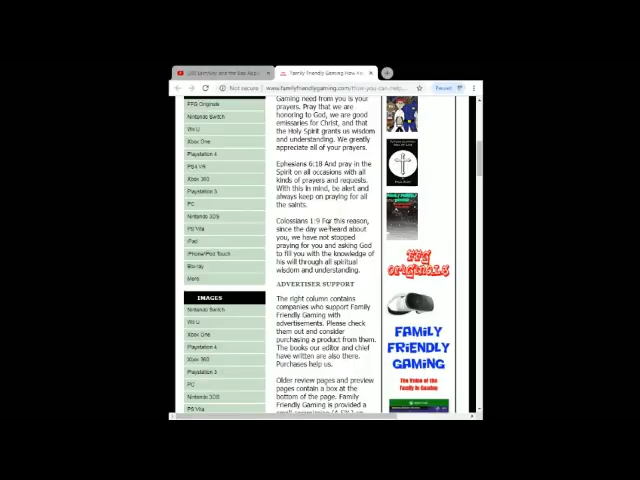 Family Friendly Gaming How
Not secure
www.familyfriendlygaming.com/
Paused
FFG Originals
Nintendo Switch
Wii U
Xbox One
Playstation 4
PS4 VR
Xbox 360
Playstation 3
PC
Nintendo 3DS
PS Vita
iPad
iPhone/iPod Touch
Blu-ray
More
IMAGES
Nintendo Switch
Wii U
Xbox One
Playstation 4
Xbox 360
Playstation 3
PC
Nintendo 3DS
PS Vita
Gaming need from you is your
prayers. Pray that we are
honoring to God, we are good
emissaries for Christ, and that
the Holy Spirit grants us wisdom
and understanding. We greatly
appreciate all of your prayers.
Ephesians 6:18 And pray in the
Spirit on all occasions with all
kinds of prayers and requests.
With this in mind, be alert and
always keep on praying for all
the saints.
Colossians 1:9 For this reason,
since the day we heard about
you, we have not stopped
praying for you and asking God
to fill you with the knowledge of
his will through all spiritual
wisdom and understanding.
ADVERTISER SUPPORT
The right column contains
companies who support Family
Friendly Gaming with
advertisements. Please check
them out and consider
purchasing a product from them.
The books our editor and chief
have written are also there.
Purchases help us.
Older review pages and preview
pages contain a box at the
bottom of the page. Family
Friendly Gaming is provided a
FFG
ORIGINALS
FAMILY
FRIENDLY
GAMING
The Voice of the
Family in Gaming